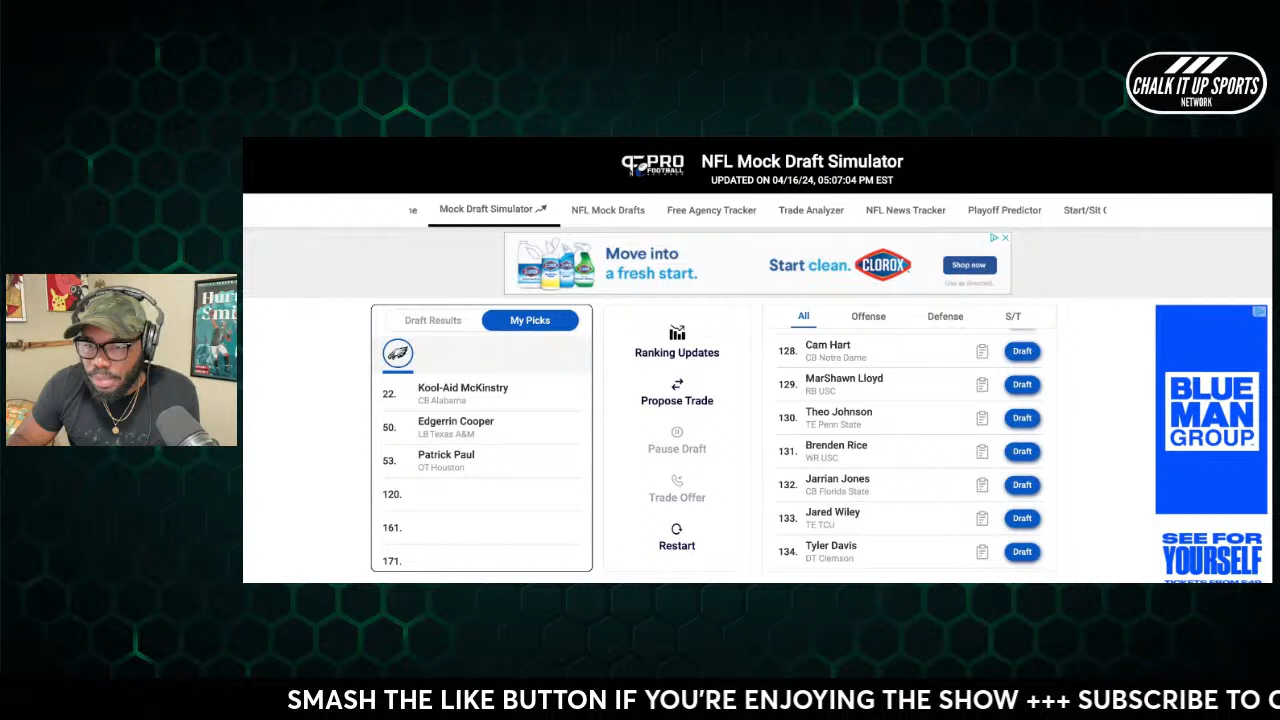 CHALK IT UP SPORTS
NETWORK
PRO
FOOTBALL
NFL Mock Draft Simulator
UPDATED ON 04/16/24, 05:07:04 PM EST
ne
Mock Draft Simulator
NFL Mock Drafts
Free Agency Tracker
Trade Analyzer
NFL News Tracker
Playoff Predictor
Start/Sit
Move into
a fresh start.
Start clean.
CLOROX
Shop now
Use as directed.
Draft Results
My Picks
22.
Kool-Aid McKinstry
CB Alabama
50.
Edgerrin Cooper
LB Texas A&M
53.
Patrick Paul
OT Houston
120.
161.
171.
Ranking Updates
Propose Trade
Pause Draft
Trade Offer
Restart
All
Offense
Defense
S/T
128.
Cam Hart
CB Notre Dame
Draft
129.
MarShawn Lloyd
RB USC
Draft
130.
Theo Johnson
TE Penn State
Draft
131.
Brenden Rice
WR USC
Draft
132.
Jarrian Jones
CB Florida State
Draft
133.
Jared Wiley
TE TCU
Draft
134.
Tyler Davis
DT Clemson
Draft
BLUE
MAN
GROUP
SEE FOR
YOURSELF
SMASH THE LIKE BUTTON IF YOU'RE ENJOYING THE SHOW +++ SUBSCRIBE TO